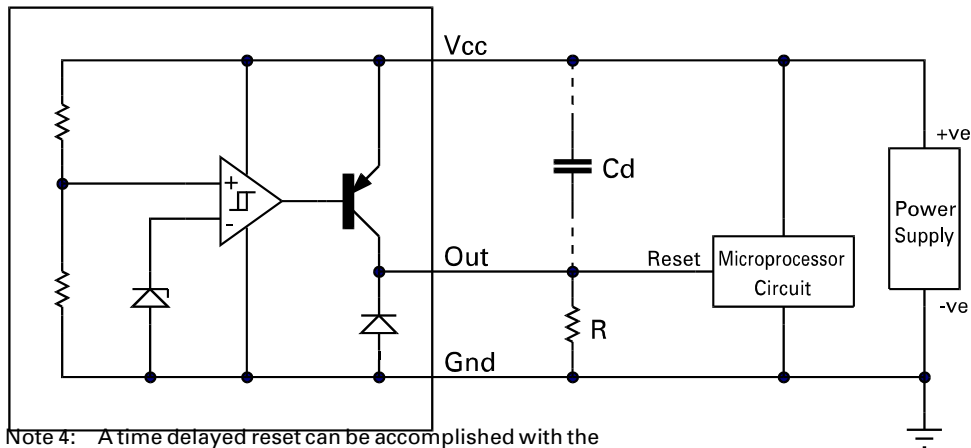 Vcc
+ve
Cd
+
-
Power
Supply
Out
Reset
Microprocessor
Circuit
-ve
R
Gnd
Note 4: A time delayed reset can be accomplished with the